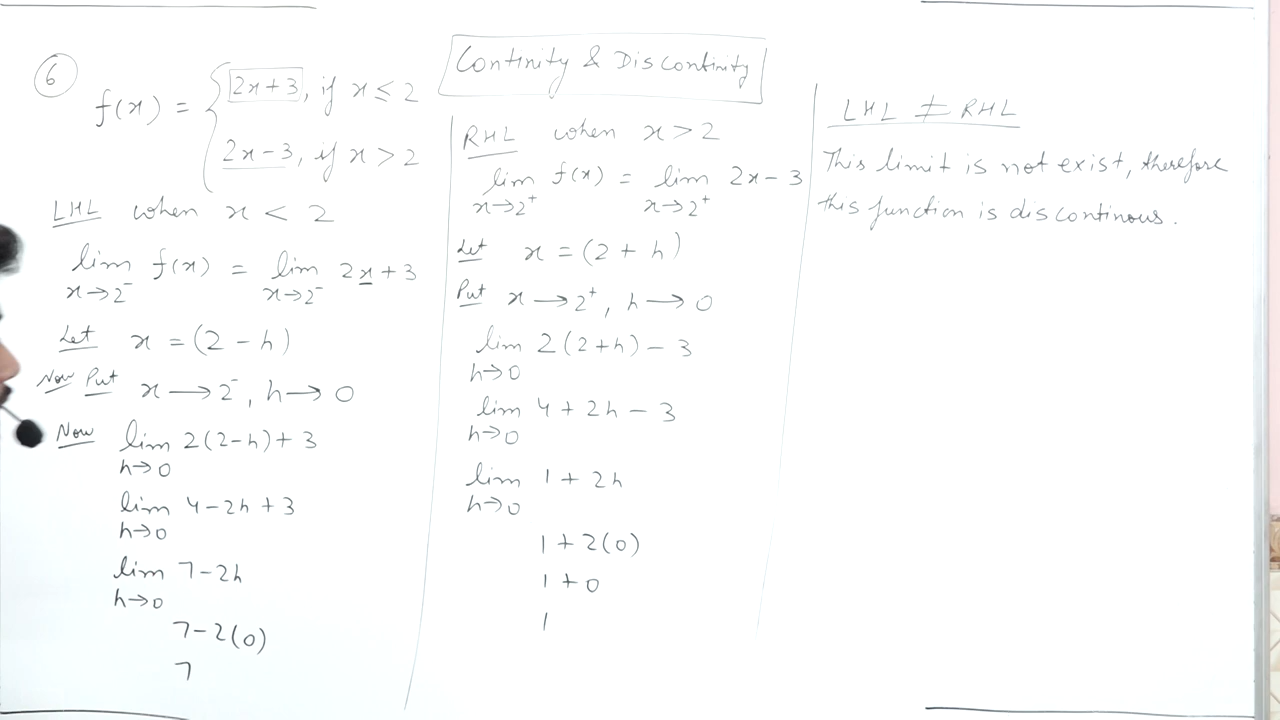 Continity & Discontinity
6
f(x) = { 2x+3, if x ≤ 2
2x-3, if x > 2
LHL when x < 2
lim f(x) = lim 2x+3
x→2⁻ x→2⁻
Let x = (2-h)
Now Put x → 2⁻, h → 0
Now lim 2(2-h)+3
h→0
lim 4-2h+3
h→0
lim 7-2h
h→0
7-2(0)
7
RHL when x > 2
lim f(x) = lim 2x-3
x→2⁺ x→2⁺
Let x = (2+h)
Put x → 2⁺, h → 0
lim 2(2+h)-3
h→0
lim 4+2h-3
h→0
lim 1+2h
h→0
1+2(0)
1+0
1
LHL ≠ RHL
This limit is not exist, therefore
this function is discontinous.